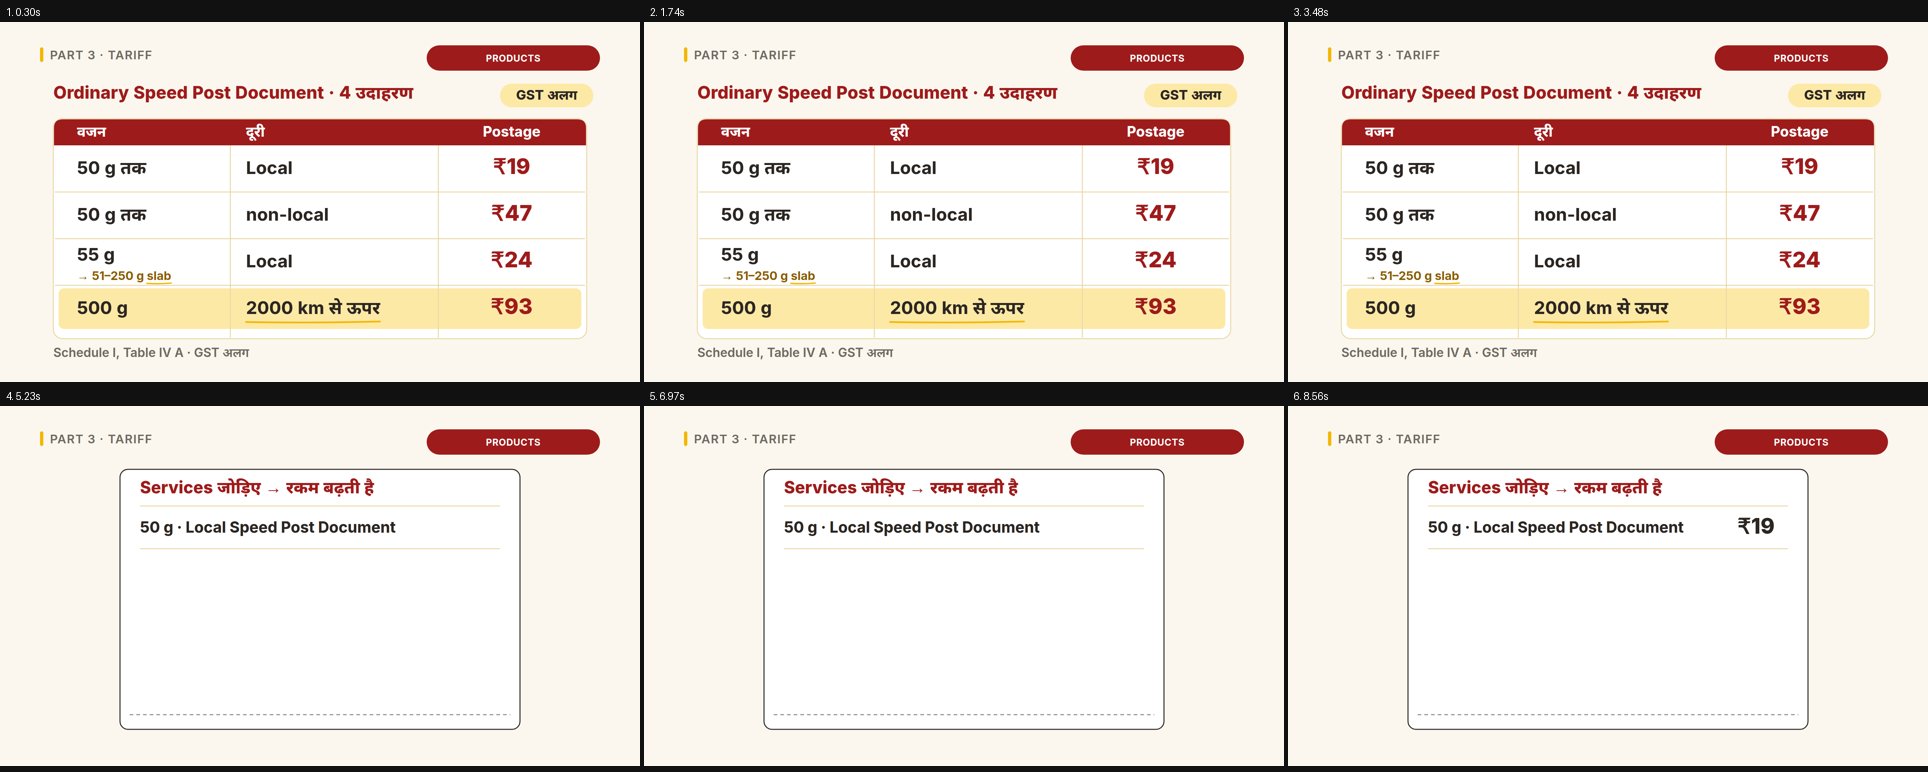 1. 0.30s
PART 3 · TARIFF
PRODUCTS
Ordinary Speed Post Document · 4 उदाहरण
GST अलग
वजन दूरी Postage
50 g तक Local ₹19
50 g तक non-local ₹47
55 g Local ₹24
→ 51–250 g slab
500 g 2000 km से ऊपर ₹93
Schedule I, Table IV A · GST अलग
2. 1.74s
PART 3 · TARIFF
PRODUCTS
Ordinary Speed Post Document · 4 उदाहरण
GST अलग
वजन दूरी Postage
50 g तक Local ₹19
50 g तक non-local ₹47
55 g Local ₹24
→ 51–250 g slab
500 g 2000 km से ऊपर ₹93
Schedule I, Table IV A · GST अलग
3. 3.48s
PART 3 · TARIFF
PRODUCTS
Ordinary Speed Post Document · 4 उदाहरण
GST अलग
वजन दूरी Postage
50 g तक Local ₹19
50 g तक non-local ₹47
55 g Local ₹24
→ 51–250 g slab
500 g 2000 km से ऊपर ₹93
Schedule I, Table IV A · GST अलग
4. 5.23s
PART 3 · TARIFF
PRODUCTS
Services जोड़िए → रकम बढ़ती है
50 g · Local Speed Post Document
5. 6.97s
PART 3 · TARIFF
PRODUCTS
Services जोड़िए → रकम बढ़ती है
50 g · Local Speed Post Document
6. 8.56s
PART 3 · TARIFF
PRODUCTS
Services जोड़िए → रकम बढ़ती है
50 g · Local Speed Post Document ₹19